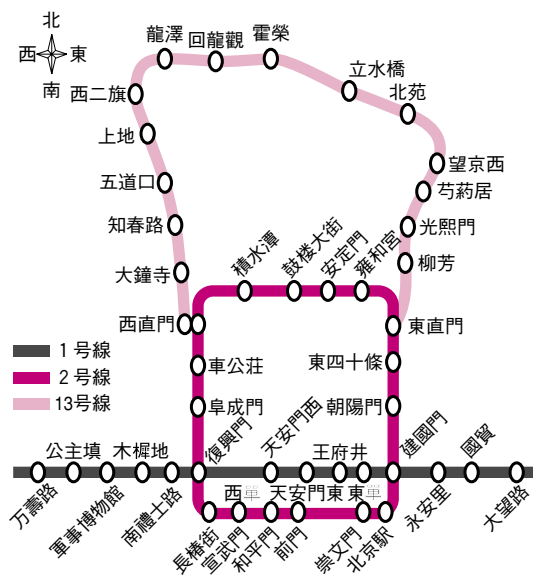 北
西 東
南
龍澤
回龍觀
霍榮
立水橋
北苑
西二旗
上地
望京西
五道口
芍葯居
知春路
光熙門
大鐘寺
柳芳
積水潭
鼓楼大街
安定門
雍和宮
西直門
東直門
1号線
2号線
13号線
車公莊
東四十條
阜成門
朝陽門
公主墳
木樨地
復興門
天安門西
王府井
建國門
國貿
万壽路
軍事博物館
南禮士路
西單
天安門東
東單
永安里
大望路
長椿街
宣武門
和平門
前門
崇文門
北京駅